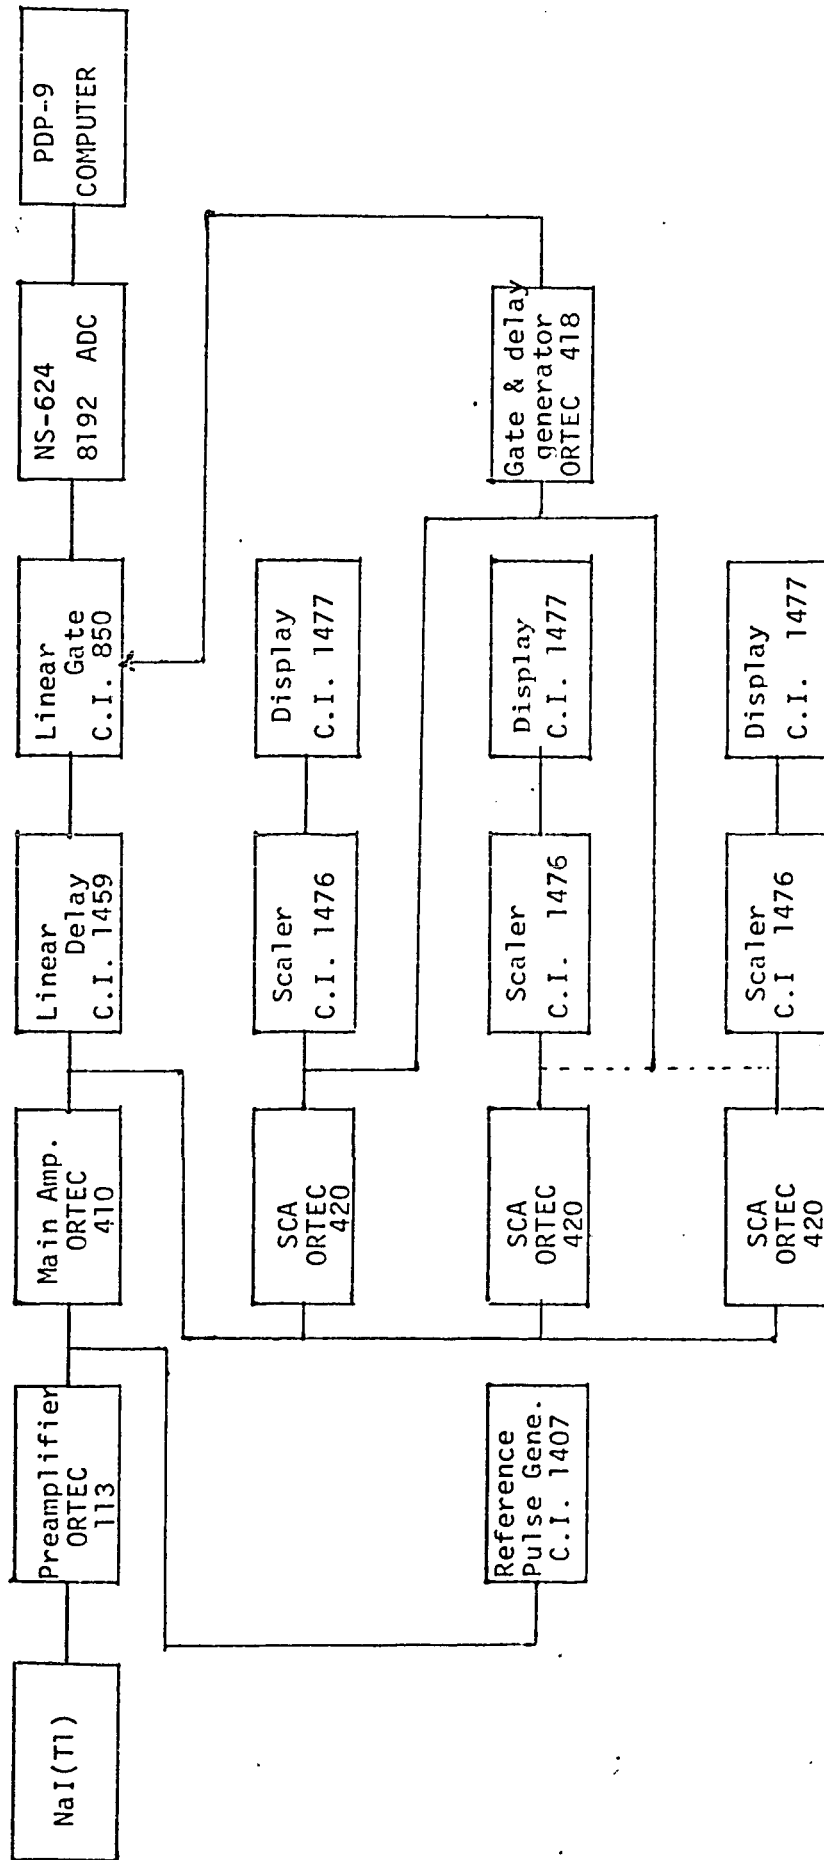 NaI(Tl)
Preamplifier
ORTEC
113
Main Amp.
ORTEC
410
Linear
Delay
C.I. 1459
Linear
Gate
C.I. 850
NS-624
8192 ADC
PDP-9
COMPUTER
SCA
ORTEC
420
Scaler
C.I. 1476
Display
C.I. 1477
Reference
Pulse Gene.
C.I. 1407
SCA
ORTEC
420
Scaler
C.I. 1476
Display
C.I. 1477
Gate & delay
generator
ORTEC 418
SCA
ORTEC
420
Scaler
C.I 1476
Display
C.I. 1477